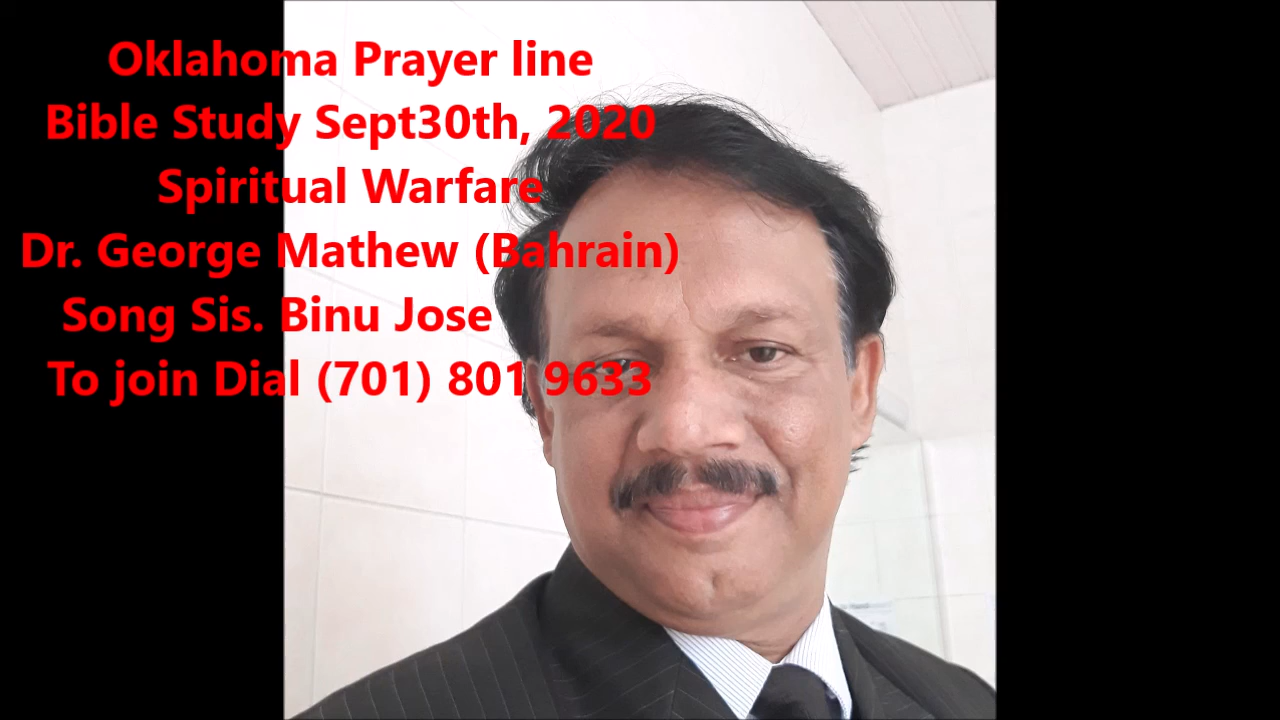 Oklahoma Prayer line
Bible Study Sept30th, 2020
Spiritual Warfare
Dr. George Mathew (Bahrain)
Song Sis. Binu Jose
To join Dial (701) 801 9633